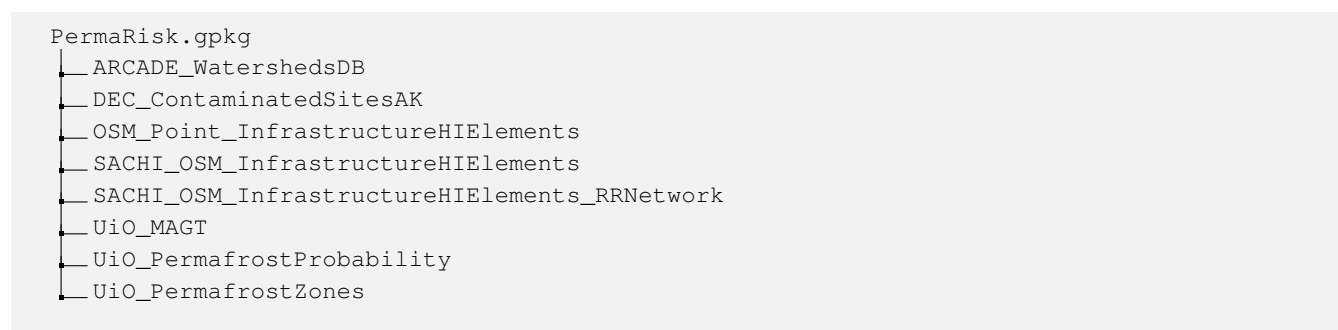 PermaRisk.gpkg
ARCADE_WatershedsDB
DEC_ContaminatedSitesAK
OSM_Point_InfrastructureHIElements
SACHI_OSM_InfrastructureHIElements
SACHI_OSM_InfrastructureHIElements_RRNetwork
UiO_MAGT
UiO_PermafrostProbability
UiO_PermafrostZones